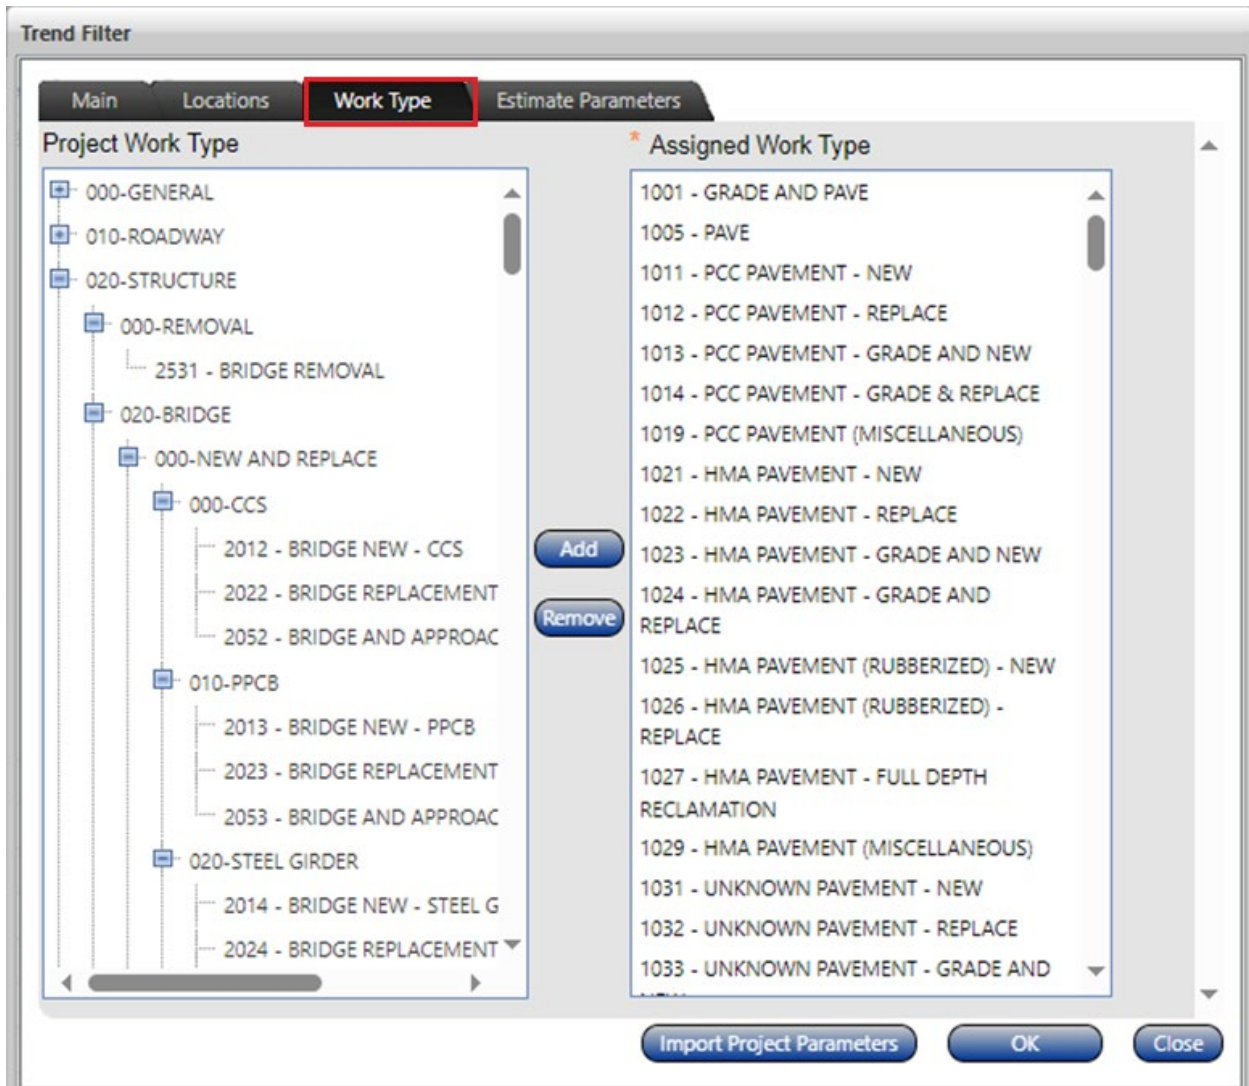 Trend Filter
Main Locations Work Type Estimate Parameters
Project Work Type
000-GENERAL
010-ROADWAY
020-STRUCTURE
000-REMOVAL
2531 - BRIDGE REMOVAL
020-BRIDGE
000-NEW AND REPLACE
000-CCS
2012 - BRIDGE NEW - CCS
2022 - BRIDGE REPLACEMENT
2052 - BRIDGE AND APPROAC
010-PPCB
2013 - BRIDGE NEW - PPCB
2023 - BRIDGE REPLACEMENT
2053 - BRIDGE AND APPROAC
020-STEEL GIRDER
2014 - BRIDGE NEW - STEEL G
2024 - BRIDGE REPLACEMENT
Add
Remove
* Assigned Work Type
1001 - GRADE AND PAVE
1005 - PAVE
1011 - PCC PAVEMENT - NEW
1012 - PCC PAVEMENT - REPLACE
1013 - PCC PAVEMENT - GRADE AND NEW
1014 - PCC PAVEMENT - GRADE & REPLACE
1019 - PCC PAVEMENT (MISCELLANEOUS)
1021 - HMA PAVEMENT - NEW
1022 - HMA PAVEMENT - REPLACE
1023 - HMA PAVEMENT - GRADE AND NEW
1024 - HMA PAVEMENT - GRADE AND
REPLACE
1025 - HMA PAVEMENT (RUBBERIZED) - NEW
1026 - HMA PAVEMENT (RUBBERIZED) -
REPLACE
1027 - HMA PAVEMENT - FULL DEPTH
RECLAMATION
1029 - HMA PAVEMENT (MISCELLANEOUS)
1031 - UNKNOWN PAVEMENT - NEW
1032 - UNKNOWN PAVEMENT - REPLACE
1033 - UNKNOWN PAVEMENT - GRADE AND
Import Project Parameters OK Close